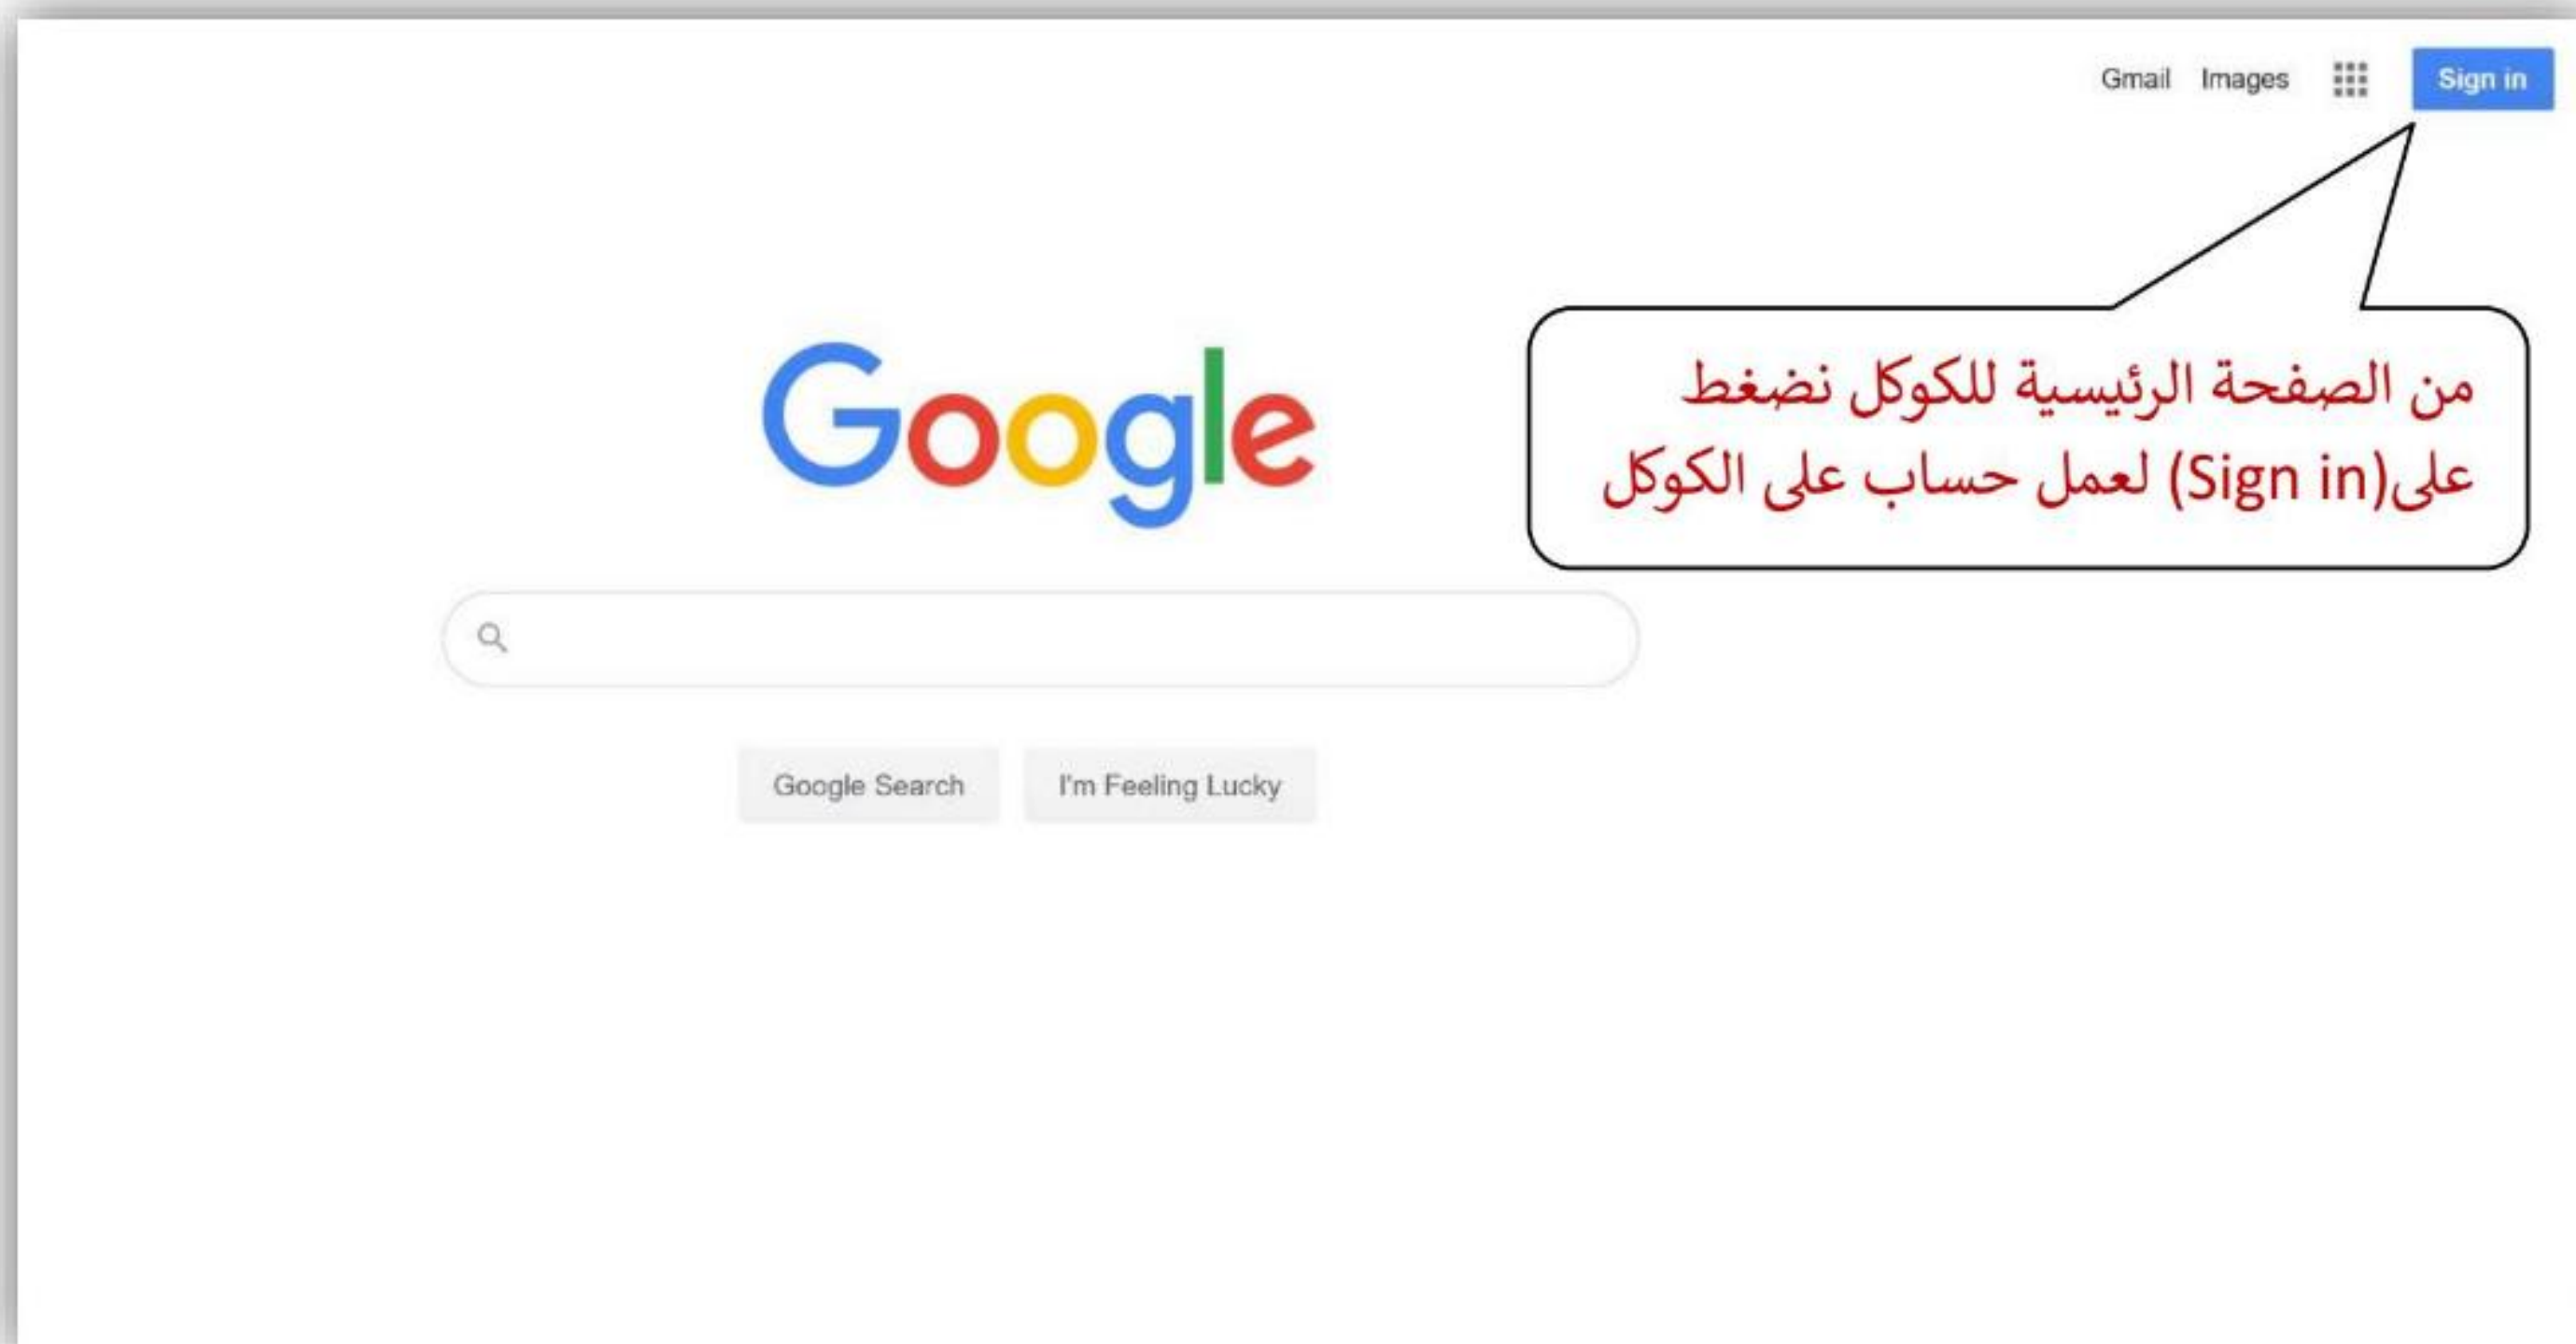 Gmail Images Sign in
Google
من الصفحة الرئيسية للكوكل نضغط
على(Sign in) لعمل حساب على الكوكل
Google Search I'm Feeling Lucky